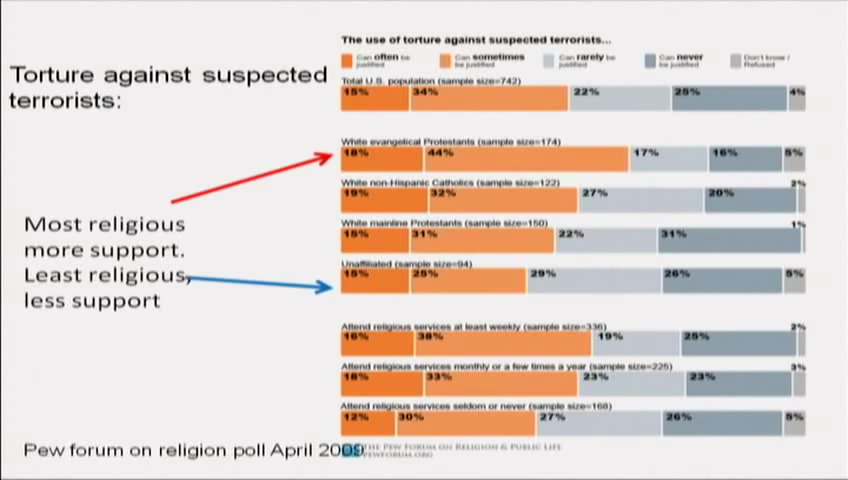 The use of torture against suspected terrorists...
Can often be justified
Can sometimes be justified
Can rarely be justified
Can never be justified
Don't know / Refused
Torture against suspected
terrorists:
Total U.S. population (sample size=742)
15% 34% 22% 25% 4%
White evangelical Protestants (sample size=174)
18% 44% 17% 16% 5%
White non-Hispanic Catholics (sample size=122)
19% 32% 27% 20% 2%
White mainline Protestants (sample size=150)
15% 31% 22% 31% 1%
Unaffiliated (sample size=94)
15% 25% 29% 26% 5%
Most religious
more support.
Least religious,
less support
Attend religious services at least weekly (sample size=336)
16% 38% 19% 25% 2%
Attend religious services monthly or a few times a year (sample size=225)
18% 33% 23% 23% 3%
Attend religious services seldom or never (sample size=168)
12% 30% 27% 26% 5%
Pew forum on religion poll April 2009
THE PEW FORUM ON RELIGION & PUBLIC LIFE
PEWFORUM.ORG